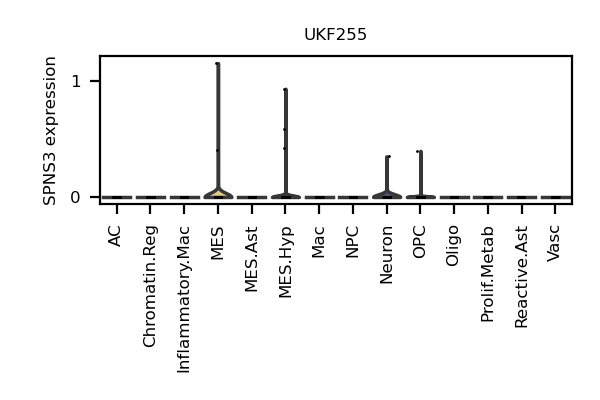 UKF255
SPNS3 expression
1
0
AC
Chromatin.Reg
Inflammatory.Mac
MES
MES.Ast
MES.Hyp
Mac
NPC
Neuron
OPC
Oligo
Prolif.Metab
Reactive.Ast
Vasc